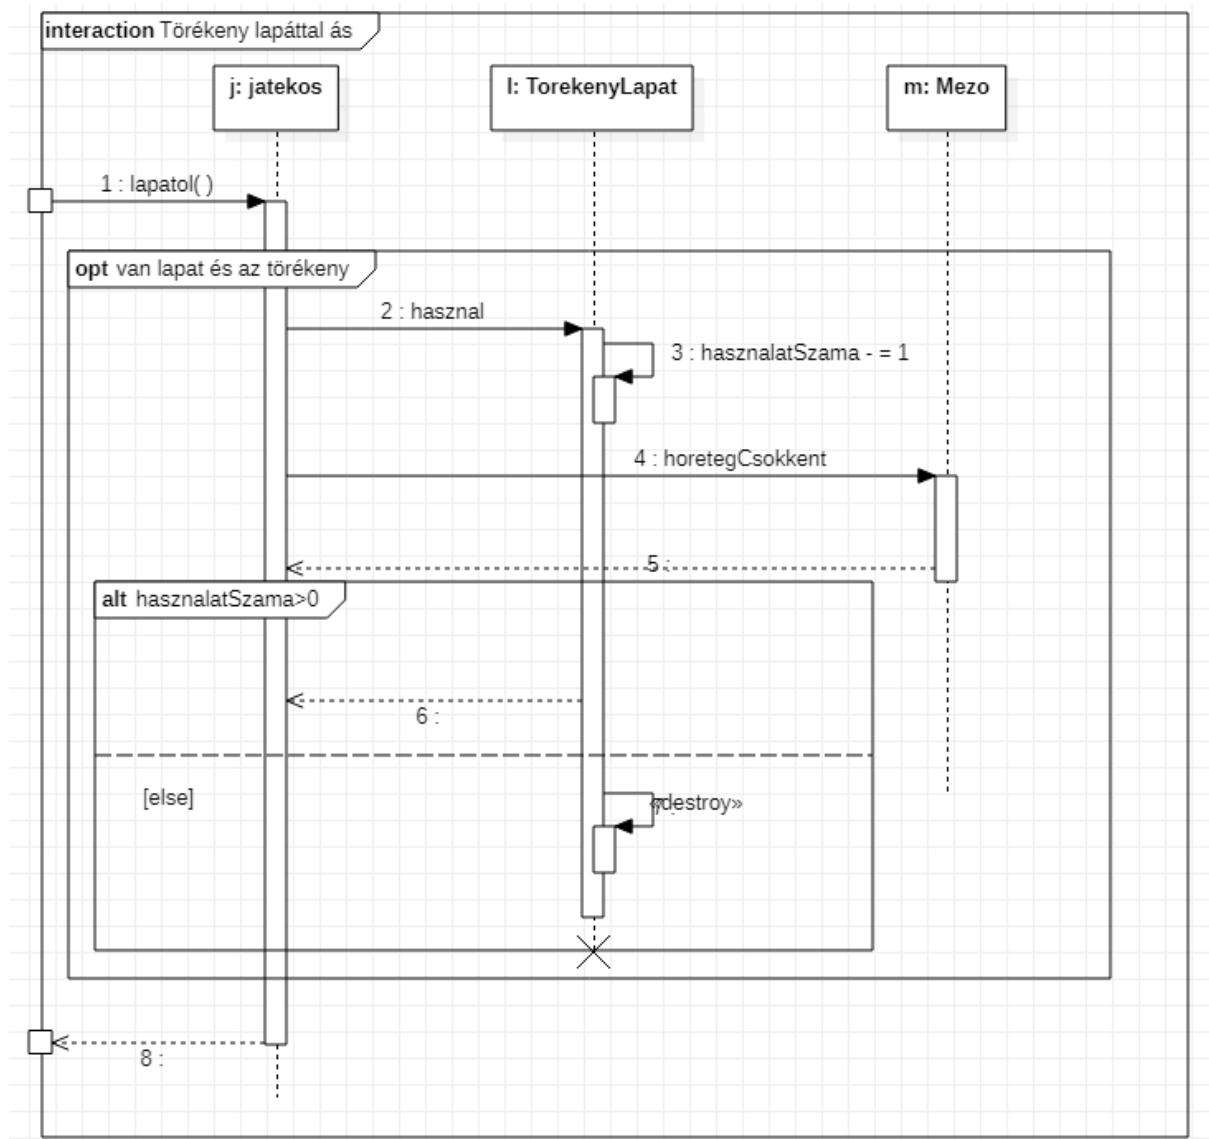 interaction Törékeny lapáttal ás
j: jatekos
l: TorekenyLapat
m: Mezo
1 : lapatol( )
opt van lapat és az törékeny
2 : hasznal
3 : hasznalatSzama - = 1
4 : horetegCsokkent
5 :
alt hasznalatSzama>0
6 :
[else]
«destroy»
8 :